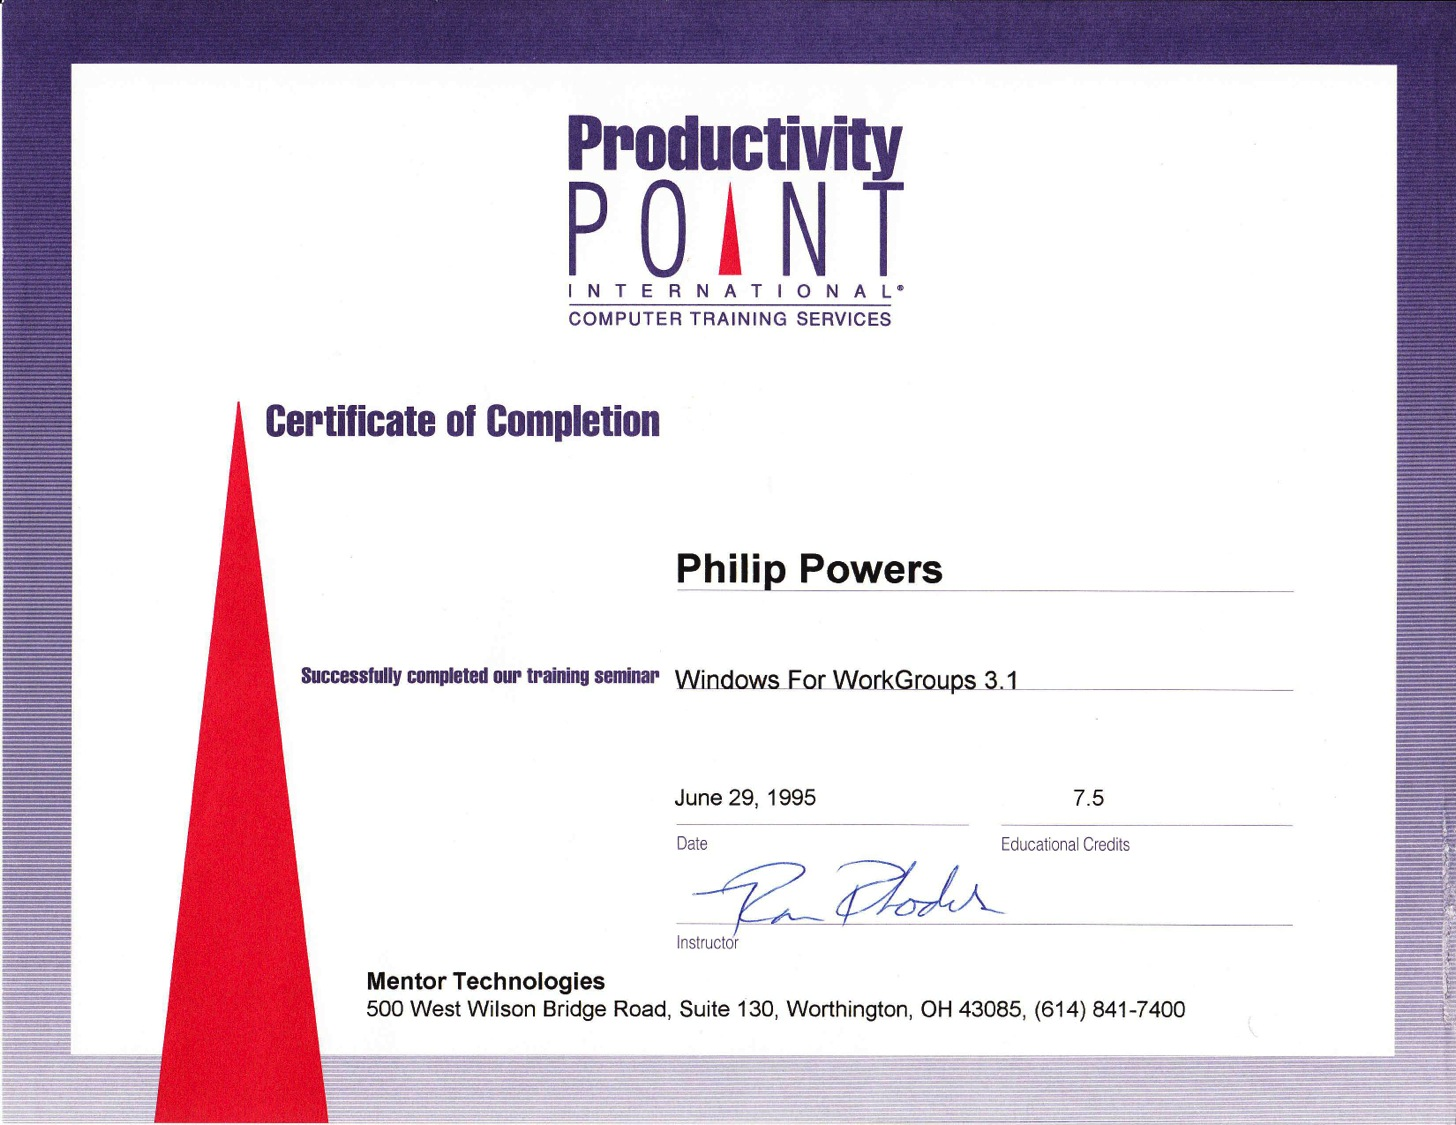 Productivity
POINT
INTERNATIONAL®
COMPUTER TRAINING SERVICES
Certificate of Completion
Philip Powers
Successfully completed our training seminar Windows For WorkGroups 3.1
June 29, 1995 7.5
Date Educational Credits
Ron Rhodes
Instructor
Mentor Technologies
500 West Wilson Bridge Road, Suite 130, Worthington, OH 43085, (614) 841-7400